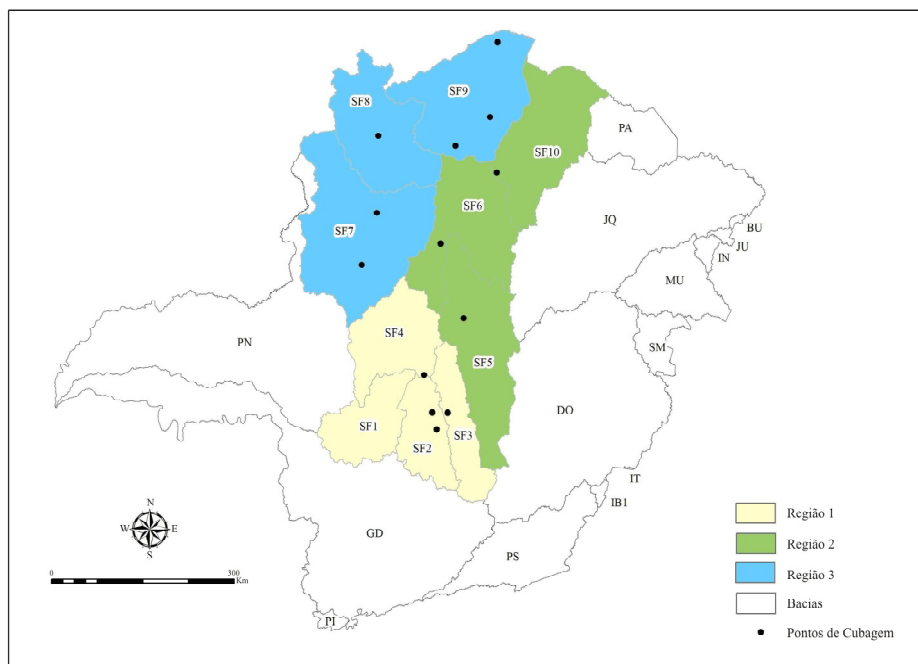 SF9
SF8
PA
SF10
SF6
JQ
BU
SF7
JU
IN
MU
SF4
PN
SM
SF5
DO
SF1
SF3
SF2
IT
IB1
N
W E
S
GD
PS
PI
0 300
Km
Região 1
Região 2
Região 3
Bacias
Pontos de Cubagem